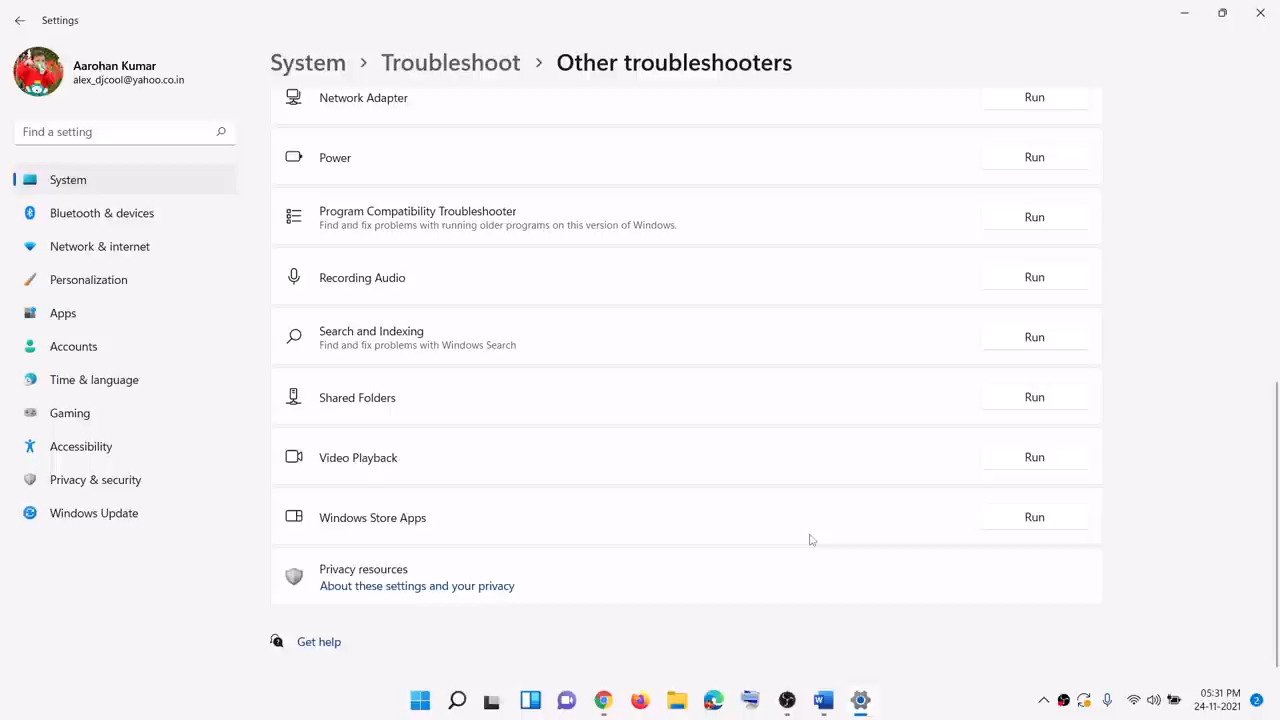 Settings
Aarohan Kumar
alex_djcool@yahoo.co.in
Find a setting
System
Bluetooth & devices
Network & internet
Personalization
Apps
Accounts
Time & language
Gaming
Accessibility
Privacy & security
Windows Update
System > Troubleshoot > Other troubleshooters
Network Adapter Run
Power Run
Program Compatibility Troubleshooter
Find and fix problems with running older programs on this version of Windows.
Run
Recording Audio Run
Search and Indexing
Find and fix problems with Windows Search
Run
Shared Folders Run
Video Playback Run
Windows Store Apps Run
Privacy resources
About these settings and your privacy
Get help
05:31 PM
24-11-2021
2